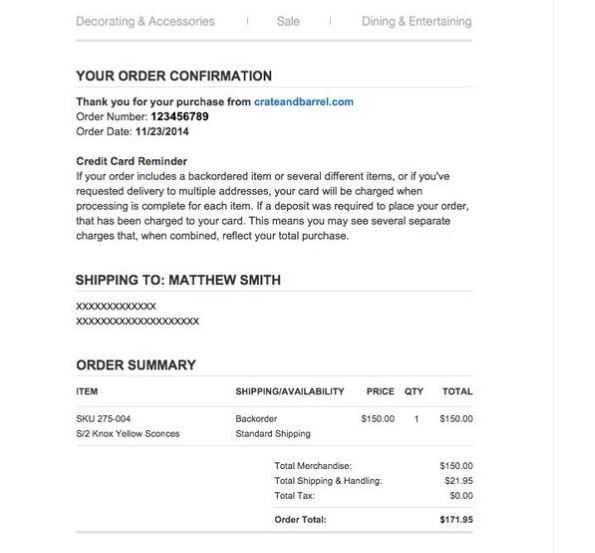 Decorating & Accessories | Sale | Dining & Entertaining
YOUR ORDER CONFIRMATION
Thank you for your purchase from crateandbarrel.com
Order Number: 123456789
Order Date: 11/23/2014
Credit Card Reminder
If your order includes a backordered item or several different items, or if you've
requested delivery to multiple addresses, your card will be charged when
processing is complete for each item. If a deposit was required to place your order,
that has been charged to your card. This means you may see several separate
charges that, when combined, reflect your total purchase.
SHIPPING TO: MATTHEW SMITH
XXXXXXXXXXXXX
XXXXXXXXXXXXXXXXXXXX
ORDER SUMMARY
ITEM SHIPPING/AVAILABILITY PRICE QTY TOTAL
SKU 275-004 Backorder $150.00 1 $150.00
S/2 Knox Yellow Sconces Standard Shipping
Total Merchandise: $150.00
Total Shipping & Handling: $21.95
Total Tax: $0.00
Order Total: $171.95